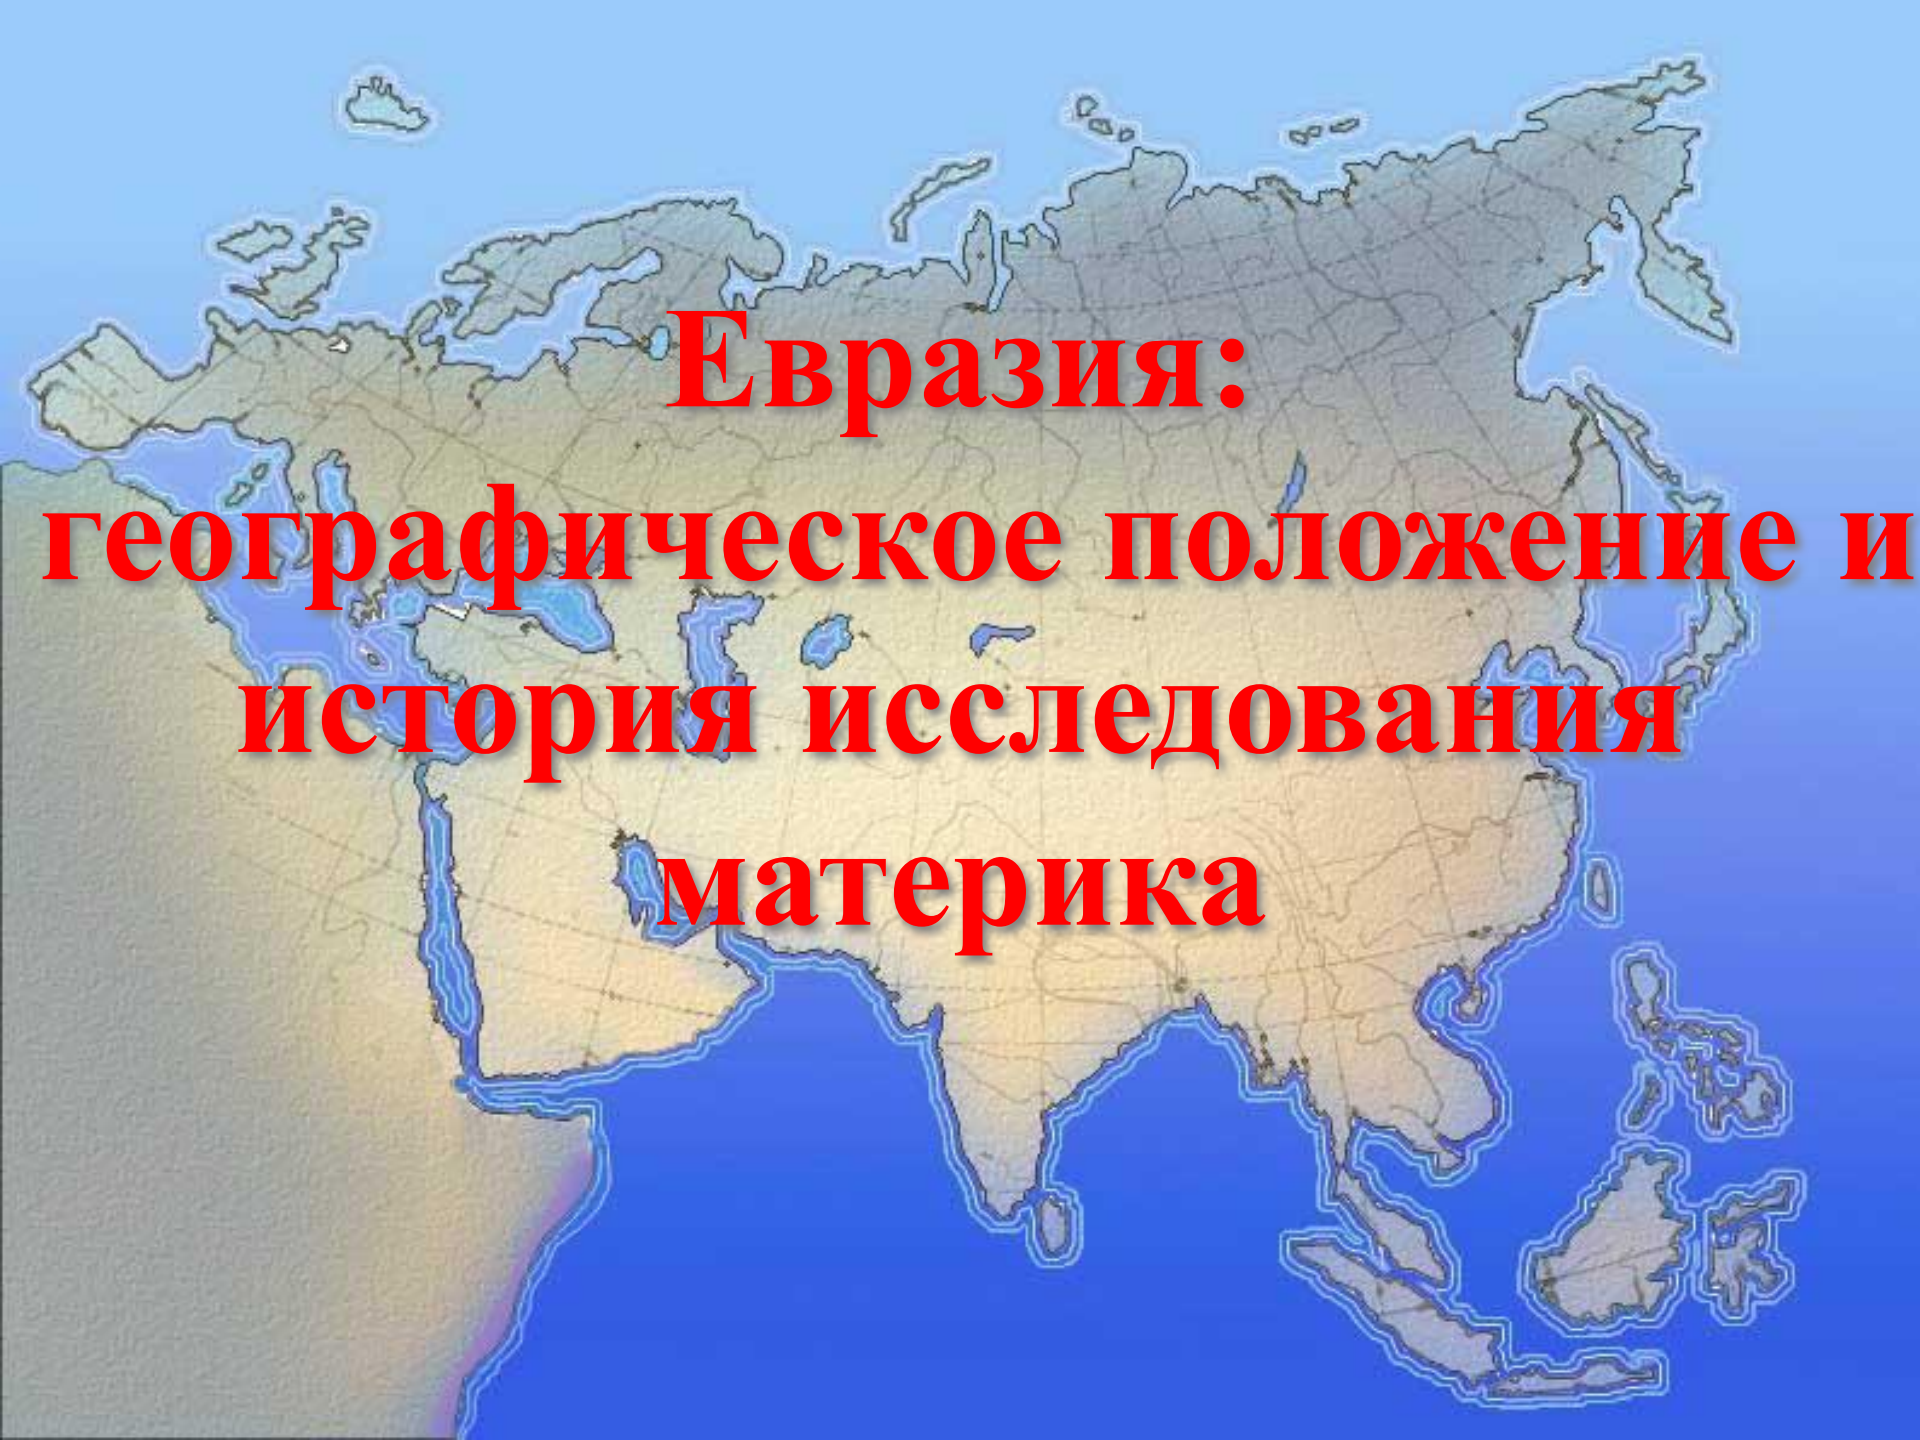 Евразия:
географическое положение и
история исследования
материка